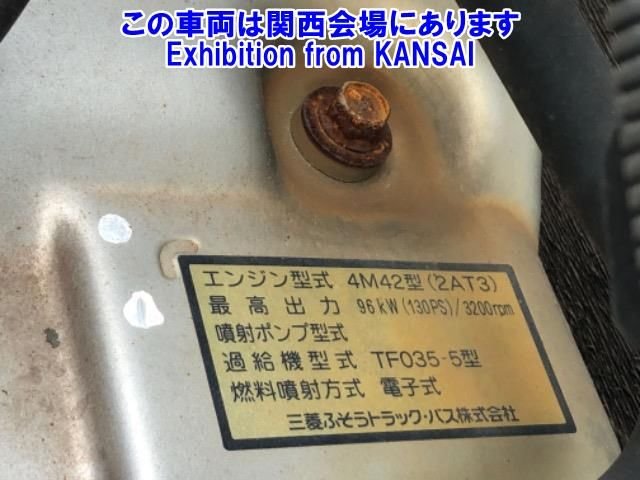 この車両は関西会場にあります
Exhibition from KANSAI
エンジン型式 4M42型(2AT3)
最高出力 96kW(130PS)/3200rpm
噴射ポンプ型式
過給機型式 TF035-5型
燃料噴射方式 電子式
三菱ふそうトラック・バス株式会社